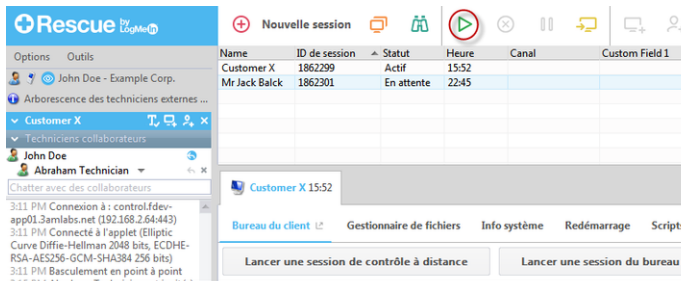 Rescue by LogMeIn
Nouvelle session
Options Outils
John Doe - Example Corp.
Arborescence des techniciens externes ...
Customer X
Techniciens collaborateurs
John Doe
Abraham Technician
Chatter avec des collaborateurs
3:11 PM Connexion à : control.fdev-
app01.3amlabs.net (192.168.2.64:443)
3:11 PM Connecté à l'applet (Elliptic
Curve Diffie-Hellman 2048 bits, ECDHE-
RSA-AES256-GCM-SHA384 256 bits)
3:11 PM Basculement en point à point
Name ID de session Statut Heure Canal Custom Field 1
Customer X 1862299 Actif 15:52
Mr Jack Balck 1862301 En attente 22:45
Customer X 15:52
Bureau du client Gestionnaire de fichiers Info système Redémarrage Scripts
Lancer une session de contrôle à distance Lancer une session du bureau